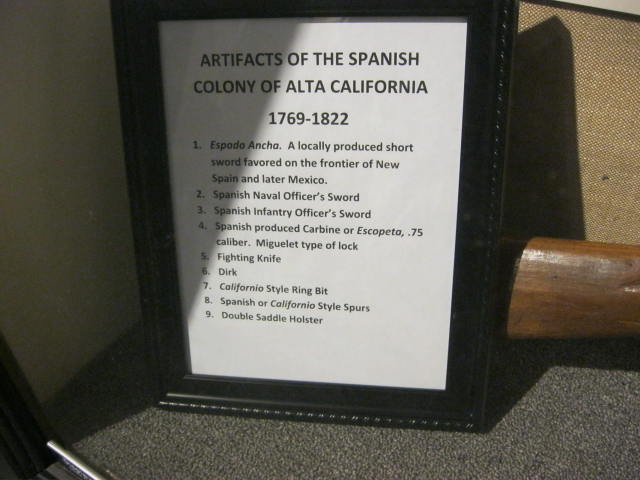 ARTIFACTS OF THE SPANISH
COLONY OF ALTA CALIFORNIA
1769-1822
1. Espado Ancha. A locally produced short
sword favored on the frontier of New
Spain and later Mexico.
2. Spanish Naval Officer's Sword
3. Spanish Infantry Officer's Sword
4. Spanish produced Carbine or Escopeta, .75
caliber. Miguelet type of lock
5. Fighting Knife
6. Dirk
7. Californio Style Ring Bit
8. Spanish or Californio Style Spurs
9. Double Saddle Holster